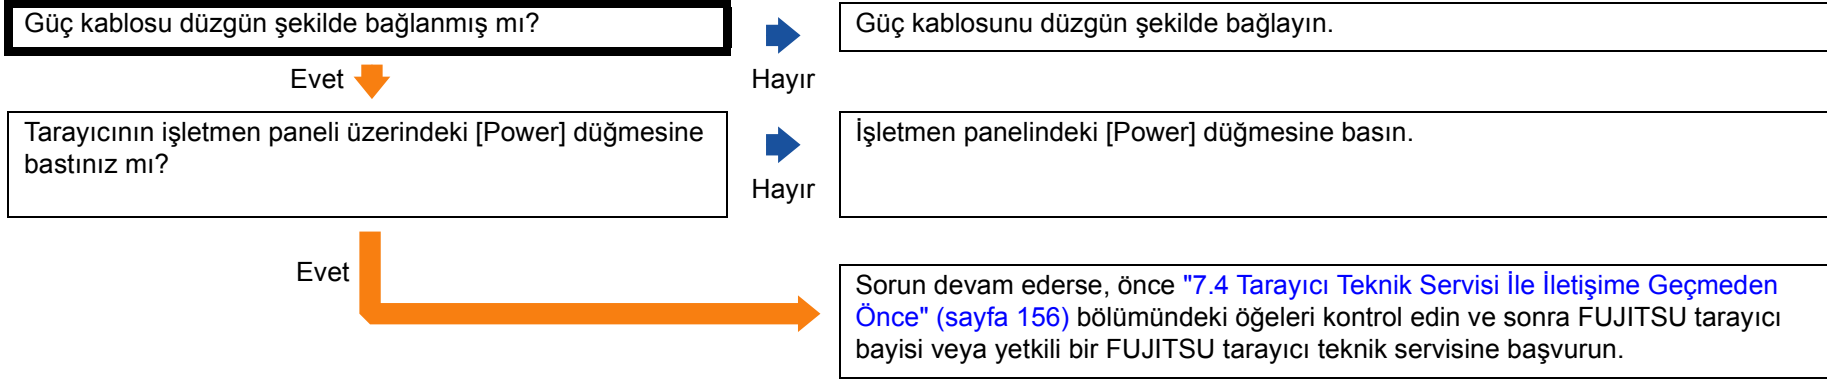 Güç kablosu düzgün şekilde bağlanmış mı?
Güç kablosunu düzgün şekilde bağlayın.
Evet
Hayır
Tarayıcının işletmen paneli üzerindeki [Power] düğmesine
bastınız mı?
İşletmen panelindeki [Power] düğmesine basın.
Hayır
Evet
Sorun devam ederse, önce "7.4 Tarayıcı Teknik Servisi İle İletişime Geçmeden
Önce" (sayfa 156) bölümündeki öğeleri kontrol edin ve sonra FUJITSU tarayıcı
bayisi veya yetkili bir FUJITSU tarayıcı teknik servisine başvurun.